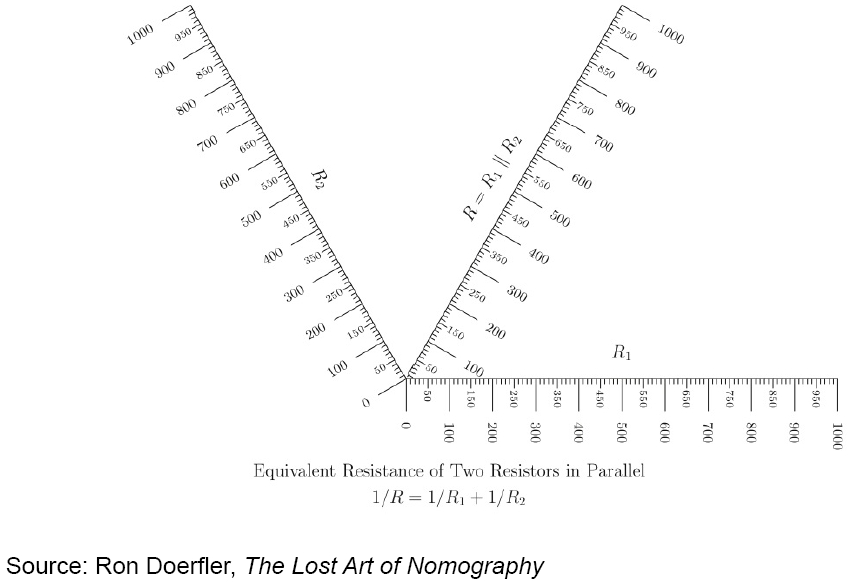 1000 950 900 850 800 750 700 650 600 550 500 450 400 350 300 250 200 150 100 50 0
R₂
1000 950 900 850 800 750 700 650 600 550 500 450 400 350 300 250 200 150 100 50
R = R₁ || R₂
R₁
50 150 250 350 450 550 650 750 850 950
0 100 200 300 400 500 600 700 800 900 1000
Equivalent Resistance of Two Resistors in Parallel
1/R = 1/R₁ + 1/R₂
Source: Ron Doerfler, The Lost Art of Nomography